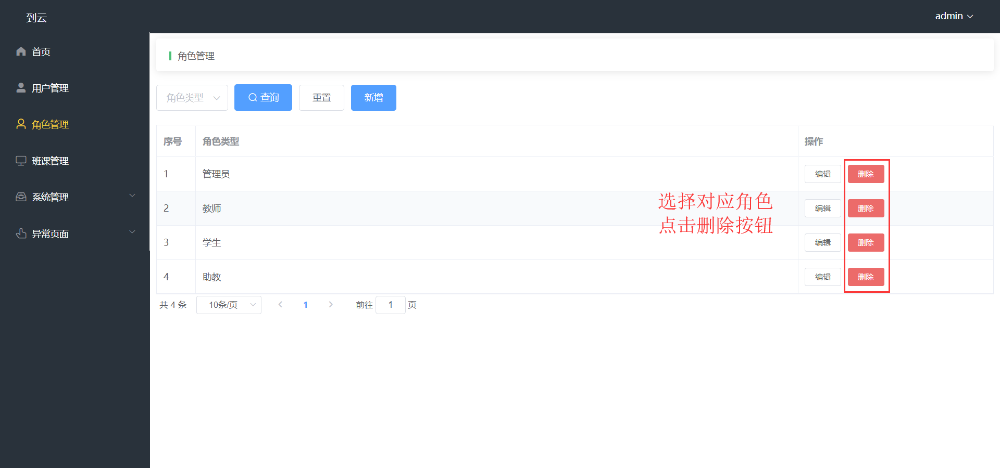 到云
admin
首页
用户管理
角色管理
班课管理
系统管理
异常页面
角色管理
角色类型 查询 重置 新增
序号 角色类型 操作
1 管理员 编辑 删除
2 教师 编辑 删除
3 学生 编辑 删除
4 助教 编辑 删除
选择对应角色
点击删除按钮
共 4 条 10条/页 1 前往 1 页